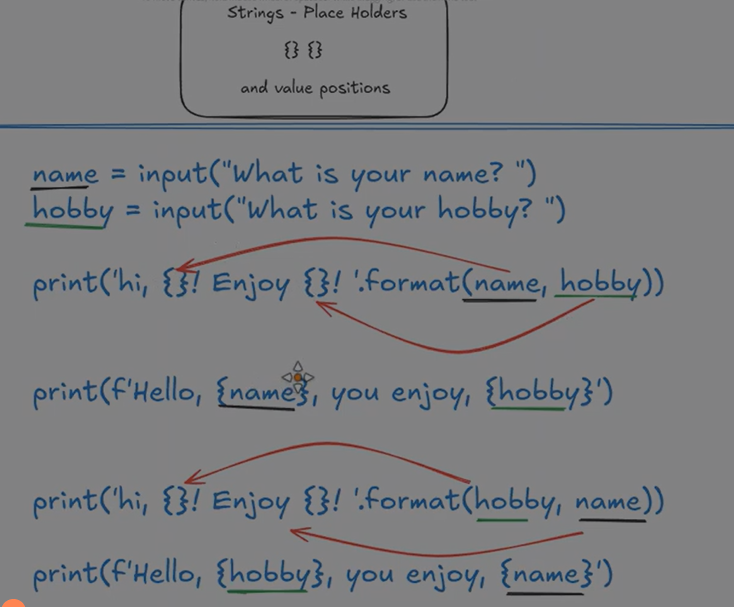 Strings - Place Holders
{} {}
and value positions
name = input("What is your name? ")
hobby = input("What is your hobby? ")
print('hi, {}! Enjoy {}! '.format(name, hobby))
print(f'Hello, {name}, you enjoy, {hobby}')
print('hi, {}! Enjoy {}! '.format(hobby, name))
print(f'Hello, {hobby}, you enjoy, {name}')